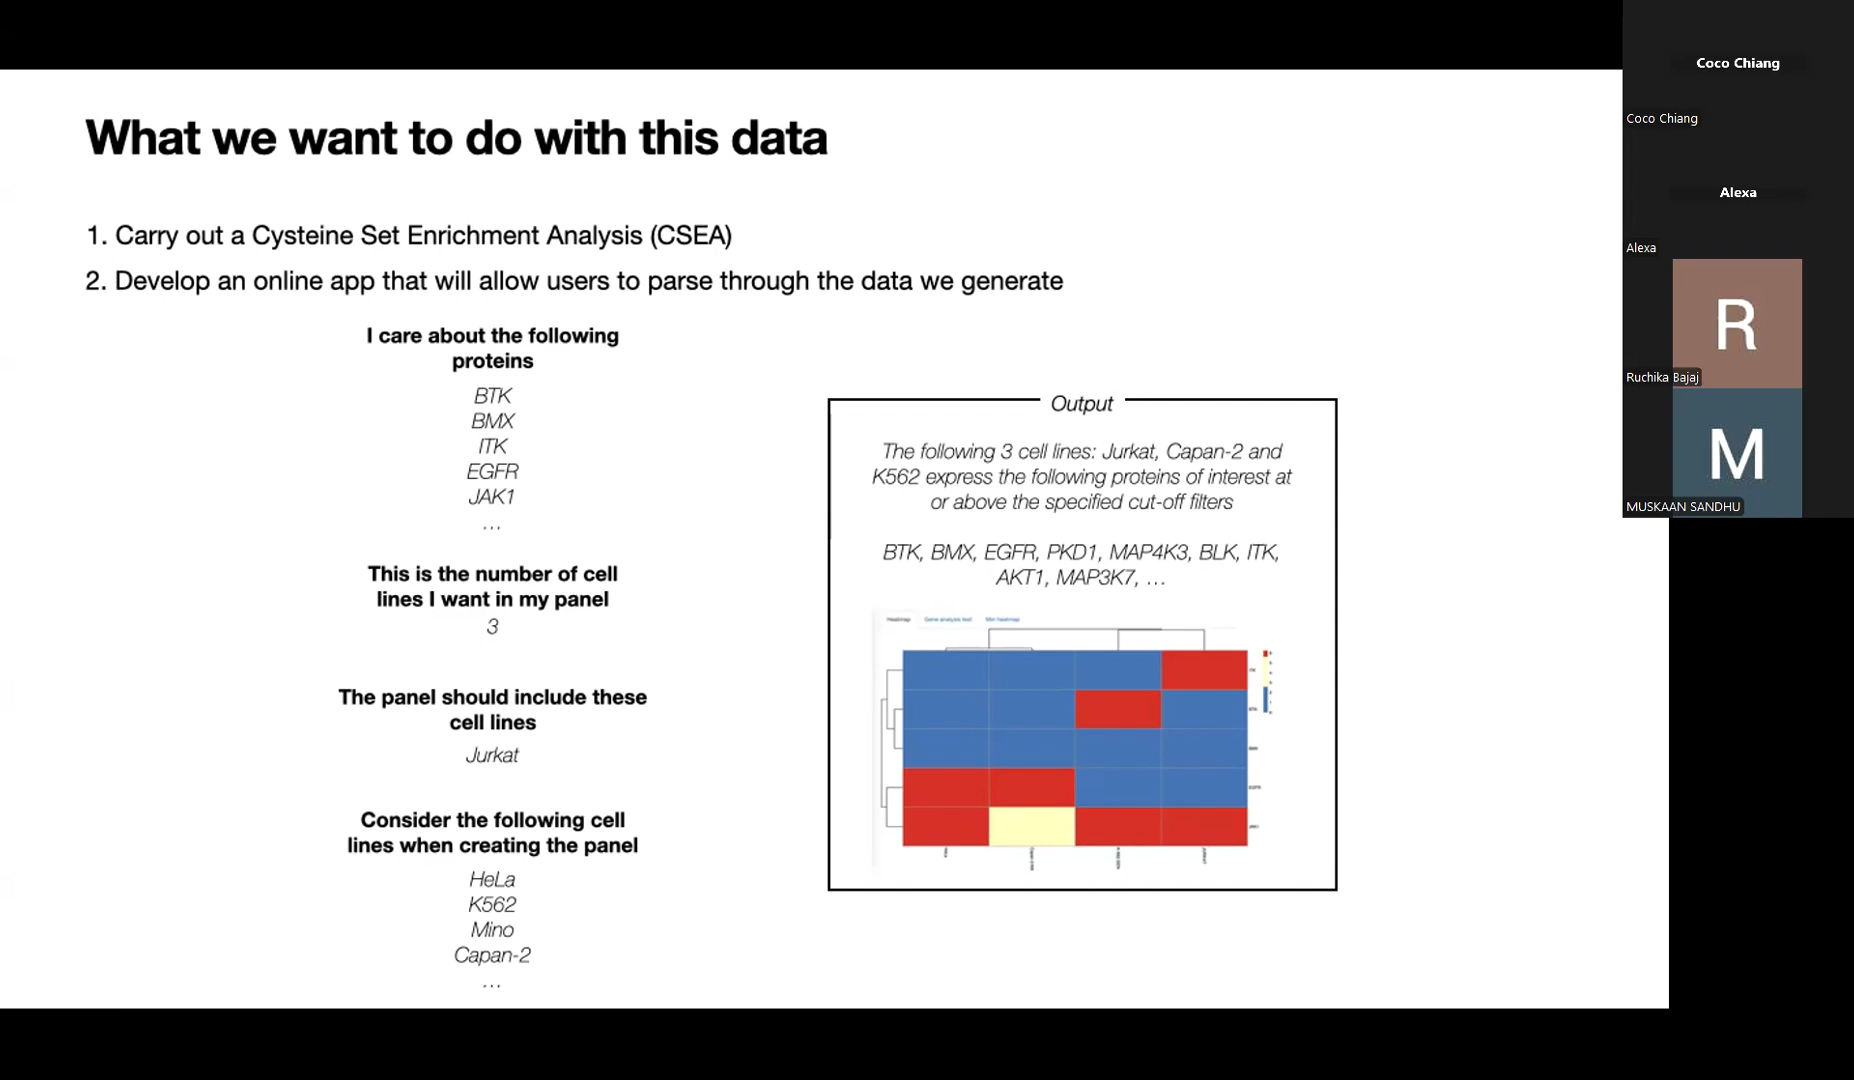 What we want to do with this data
1. Carry out a Cysteine Set Enrichment Analysis (CSEA)
2. Develop an online app that will allow users to parse through the data we generate
I care about the following
proteins
BTK
BMX
ITK
EGFR
JAK1
...
This is the number of cell
lines I want in my panel
3
The panel should include these
cell lines
Jurkat
Consider the following cell
lines when creating the panel
HeLa
K562
Mino
Capan-2
...
Output
The following 3 cell lines: Jurkat, Capan-2 and
K562 express the following proteins of interest at
or above the specified cut-off filters
BTK, BMX, EGFR, PKD1, MAP4K3, BLK, ITK,
AKT1, MAP3K7, ...
Heatmap
Gene analysis text
Coco Chiang
Coco Chiang
Alexa
Alexa
R
Ruchika Bajaj
M
MUSKAAN SANDHU